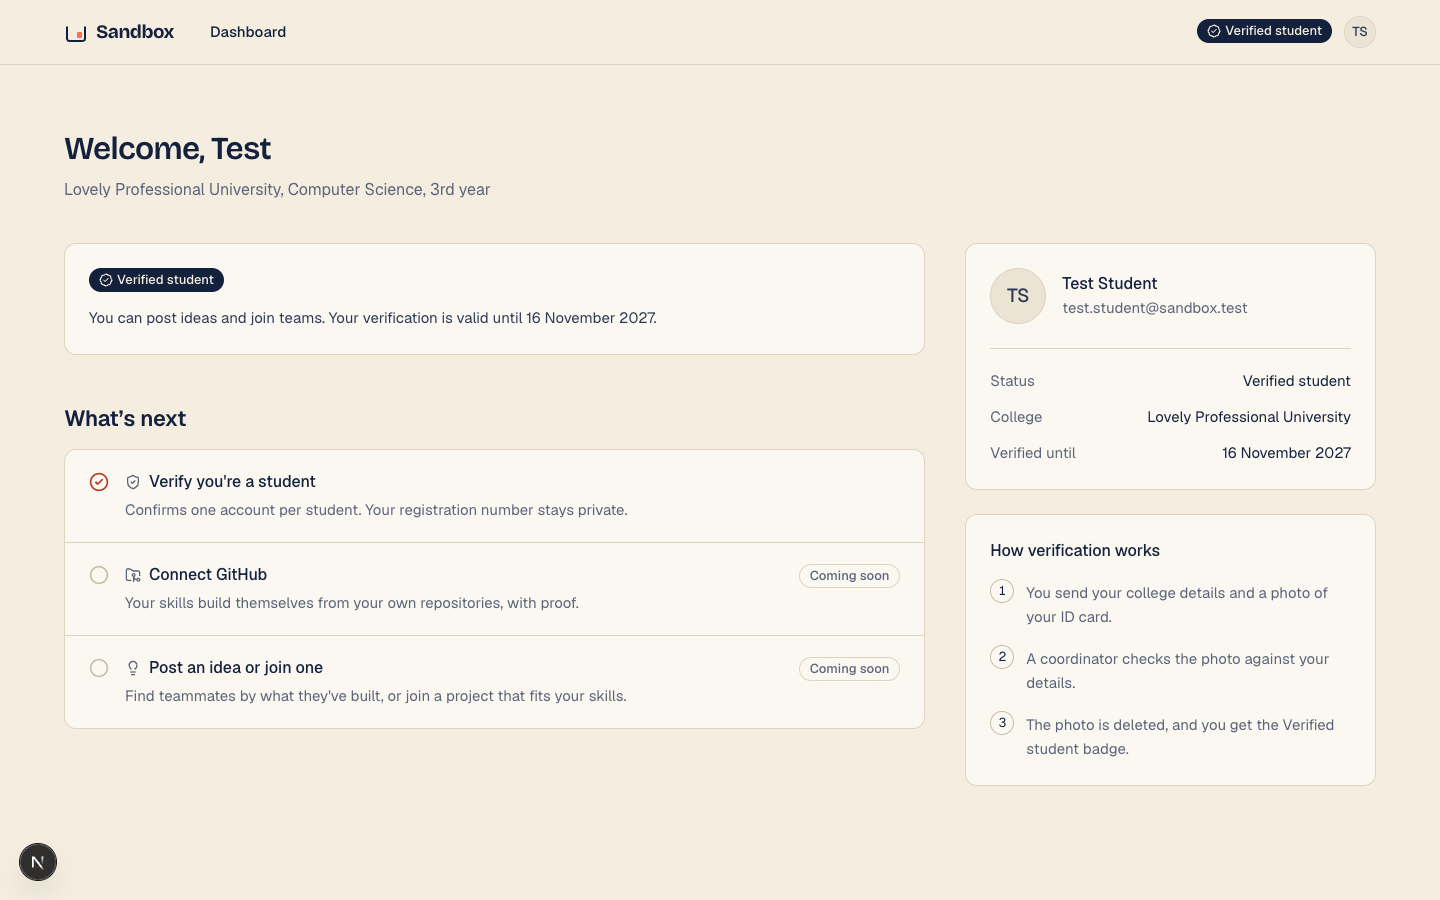 Sandbox
Dashboard
Verified student
TS
Welcome, Test
Lovely Professional University, Computer Science, 3rd year
Verified student
You can post ideas and join teams. Your verification is valid until 16 November 2027.
What’s next
Verify you're a student
Confirms one account per student. Your registration number stays private.
Connect GitHub
Coming soon
Your skills build themselves from your own repositories, with proof.
Post an idea or join one
Coming soon
Find teammates by what they've built, or join a project that fits your skills.
TS
Test Student
test.student@sandbox.test
Status
Verified student
College
Lovely Professional University
Verified until
16 November 2027
How verification works
1
You send your college details and a photo of
your ID card.
2
A coordinator checks the photo against your
details.
3
The photo is deleted, and you get the Verified
student badge.
N